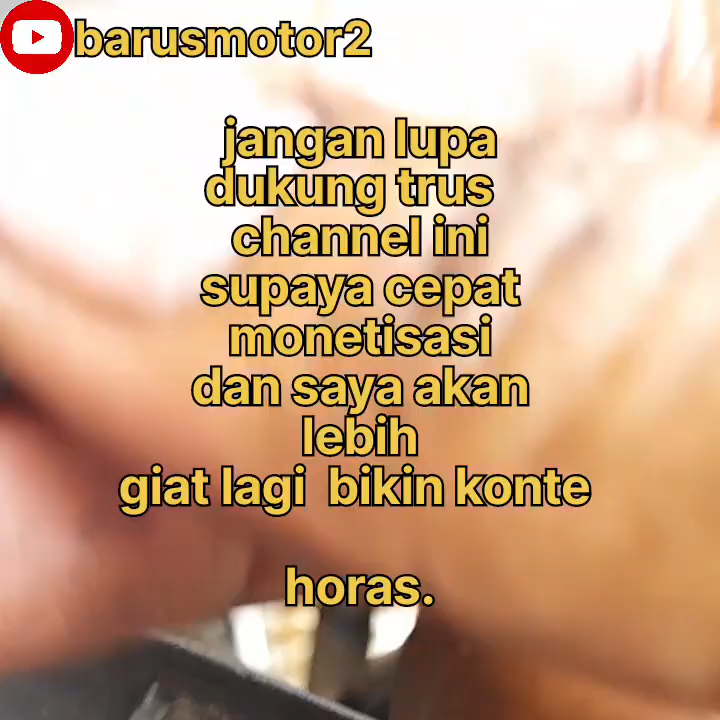 barusmotor2
jangan lupa
dukung trus
channel ini
supaya cepat
monetisasi
dan saya akan
lebih
giat lagi bikin konte
horas.